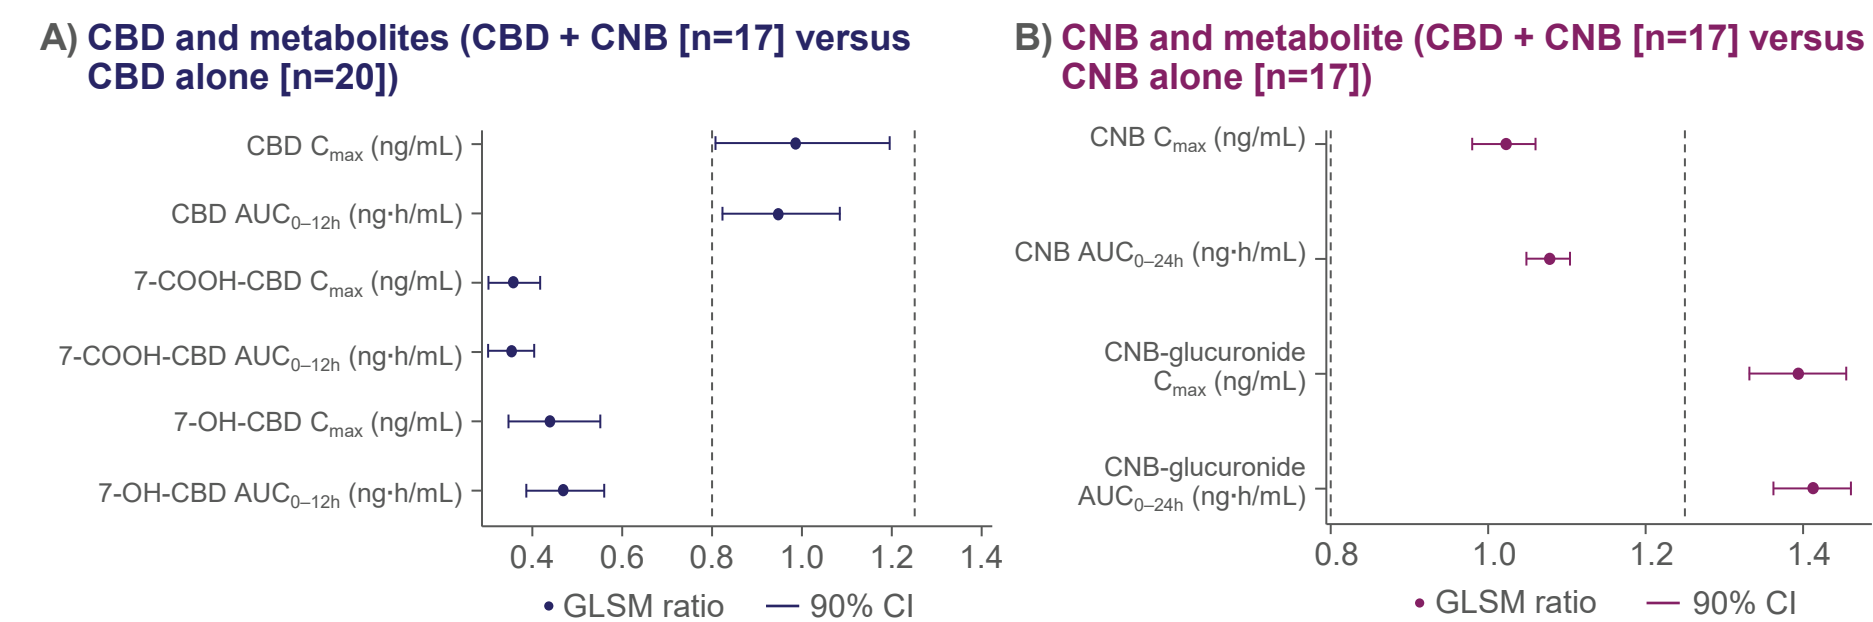 A) CBD and metabolites (CBD + CNB [n=17] versus
CBD alone [n=20])
CBD Cmax (ng/mL)
CBD AUC0–12h (ng·h/mL)
7-COOH-CBD Cmax (ng/mL)
7-COOH-CBD AUC0–12h (ng·h/mL)
7-OH-CBD Cmax (ng/mL)
7-OH-CBD AUC0–12h (ng·h/mL)
0.4 0.6 0.8 1.0 1.2 1.4
GLSM ratio 90% CI
B) CNB and metabolite (CBD + CNB [n=17] versus
CNB alone [n=17])
CNB Cmax (ng/mL)
CNB AUC0–24h (ng·h/mL)
CNB-glucuronide
Cmax (ng/mL)
CNB-glucuronide
AUC0–24h (ng·h/mL)
0.8 1.0 1.2 1.4
GLSM ratio 90% CI